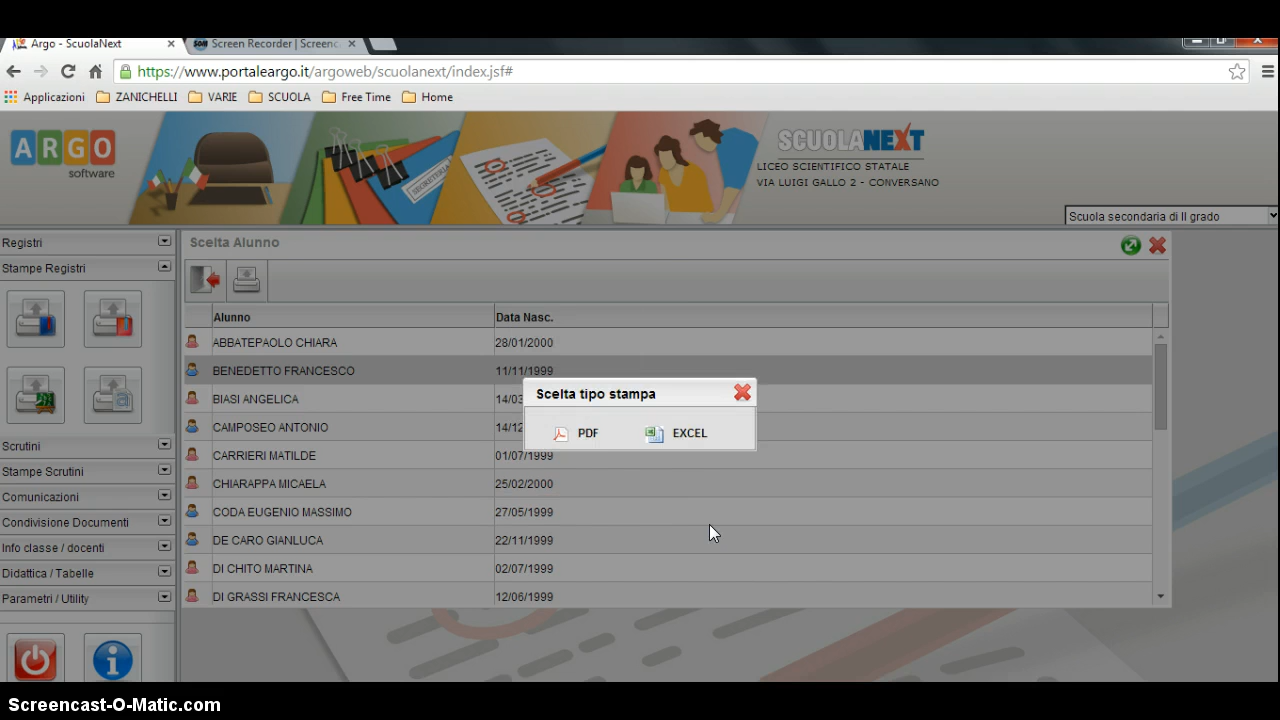 Argo - ScuolaNext
Screen Recorder | Screenc
https://www.portaleargo.it/argoweb/scuolanext/index.jsf#
Applicazioni ZANICHELLI VARIE SCUOLA Free Time Home
ARGO
software
SEGRETERIA
SCUOLANEXT
LICEO SCIENTIFICO STATALE
VIA LUIGI GALLO 2 - CONVERSANO
Scuola secondaria di II grado
Registri
Stampe Registri
Scrutini
Stampe Scrutini
Comunicazioni
Condivisione Documenti
Info classe / docenti
Didattica / Tabelle
Parametri / Utility
Scelta Alunno
Alunno Data Nasc.
ABBATEPAOLO CHIARA 28/01/2000
BENEDETTO FRANCESCO 11/11/1999
BIASI ANGELICA 14/03
CAMPOSEO ANTONIO 14/12
CARRIERI MATILDE 01/07/1999
CHIARAPPA MICAELA 25/02/2000
CODA EUGENIO MASSIMO 27/05/1999
DE CARO GIANLUCA 22/11/1999
DI CHITO MARTINA 02/07/1999
DI GRASSI FRANCESCA 12/06/1999
Scelta tipo stampa
PDF EXCEL
Screencast-O-Matic.com